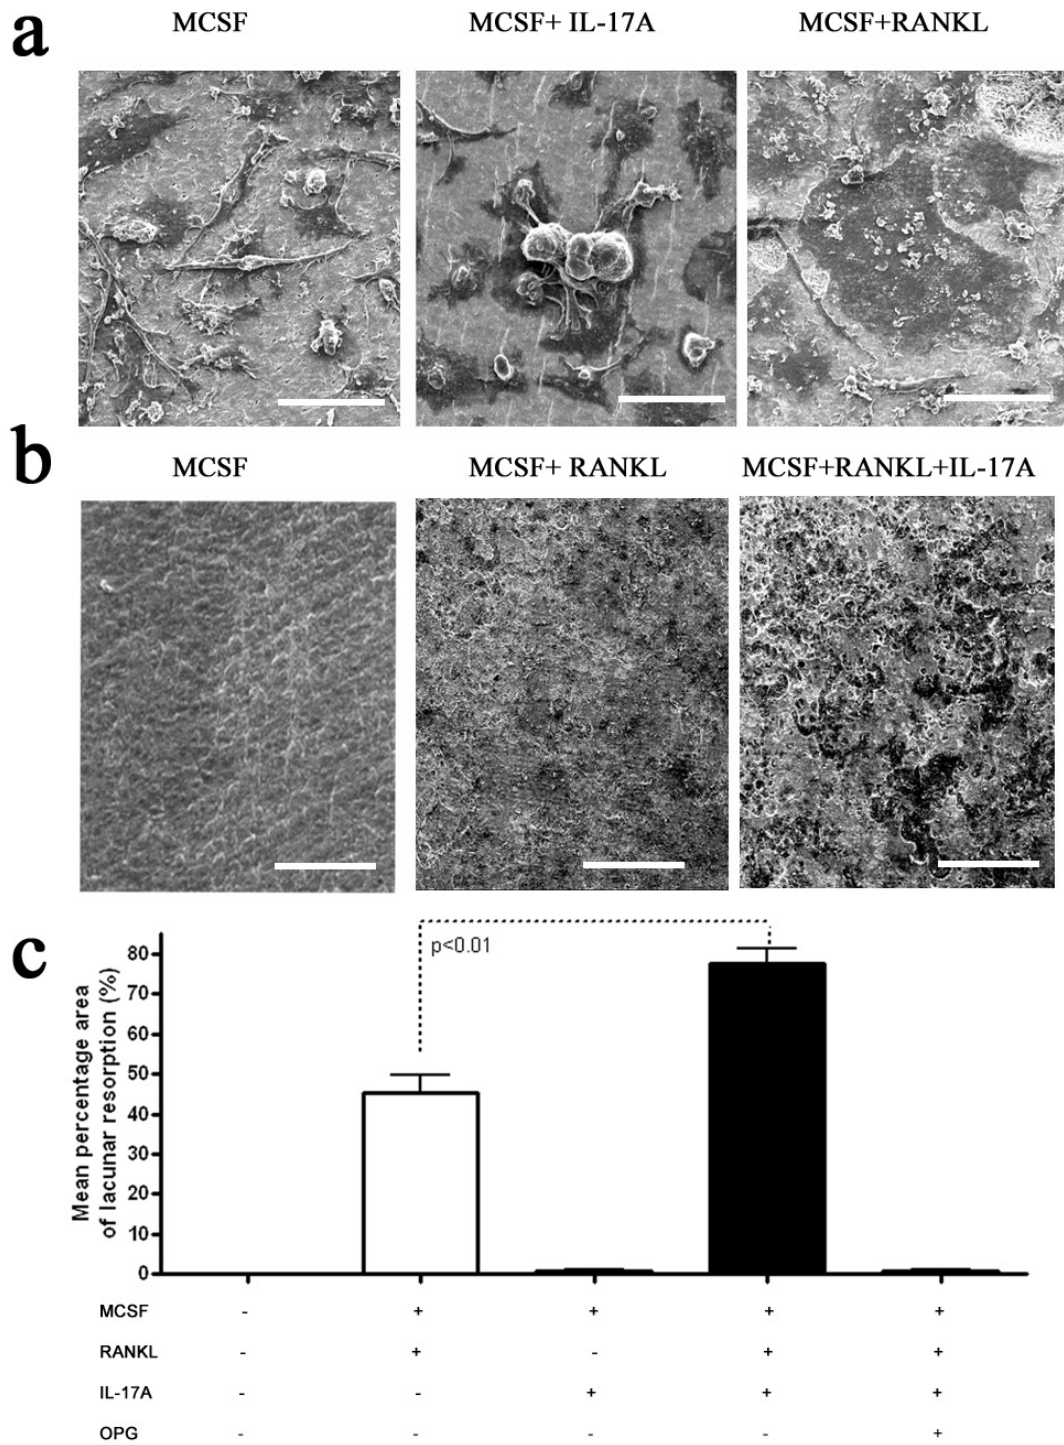 a
MCSF MCSF+ IL-17A MCSF+RANKL
b
MCSF MCSF+ RANKL MCSF+RANKL+IL-17A
c
p<0.01
Mean percentage area
of lacunar resorption (%)
80
70
60
50
40
30
20
10
0
MCSF - + + + +
RANKL - + - + +
IL-17A - - + + +
OPG - - - - +